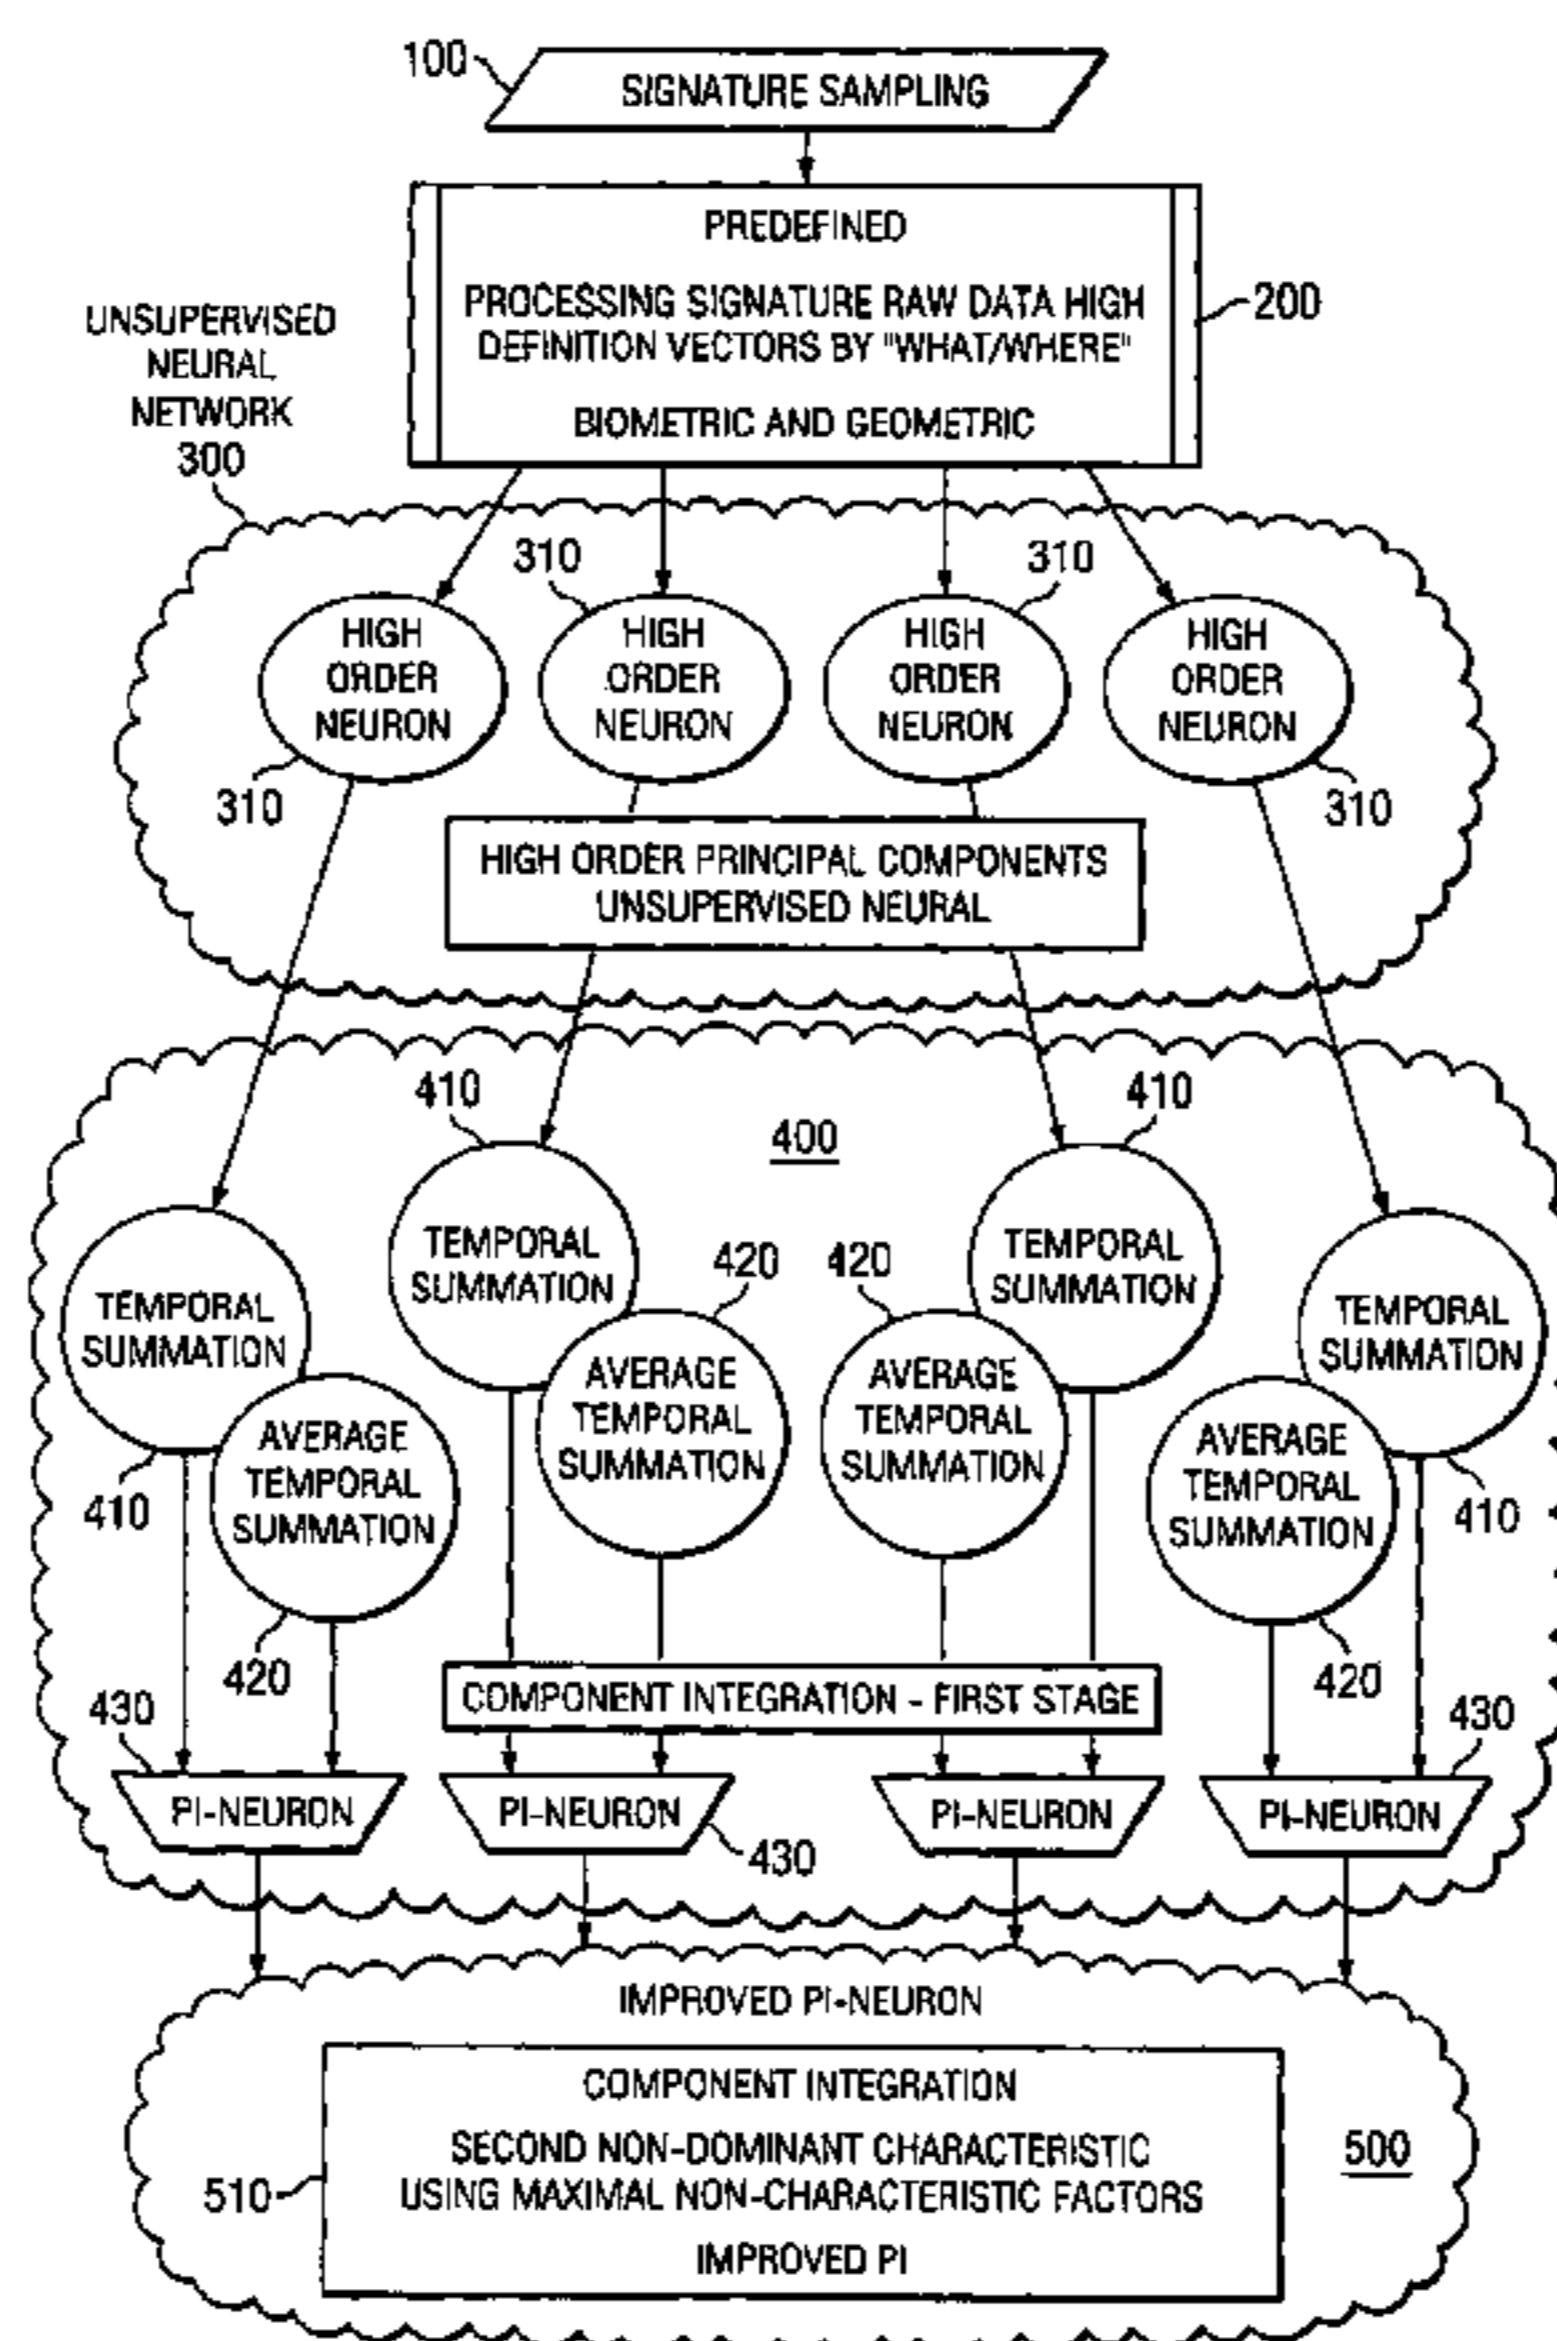 100
SIGNATURE SAMPLING
PREDEFINED
PROCESSING SIGNATURE RAW DATA HIGH
DEFINITION VECTORS BY "WHAT/WHERE"
BIOMETRIC AND GEOMETRIC
200
UNSUPERVISED
NEURAL
NETWORK
300
310
310
HIGH
ORDER
NEURON
HIGH
ORDER
NEURON
HIGH
ORDER
NEURON
HIGH
ORDER
NEURON
310
310
HIGH ORDER PRINCIPAL COMPONENTS
UNSUPERVISED NEURAL
410
400
410
TEMPORAL
SUMMATION
TEMPORAL
SUMMATION
420
420
TEMPORAL
SUMMATION
TEMPORAL
SUMMATION
AVERAGE
TEMPORAL
SUMMATION
AVERAGE
TEMPORAL
SUMMATION
AVERAGE
TEMPORAL
SUMMATION
AVERAGE
TEMPORAL
SUMMATION
410
410
420
420
430
COMPONENT INTEGRATION - FIRST STAGE
430
PI-NEURON
PI-NEURON
PI-NEURON
PI-NEURON
430
IMPROVED PI-NEURON
COMPONENT INTEGRATION
SECOND NON-DOMINANT CHARACTERISTIC
USING MAXIMAL NON-CHARACTERISTIC FACTORS
IMPROVED PI
500
510